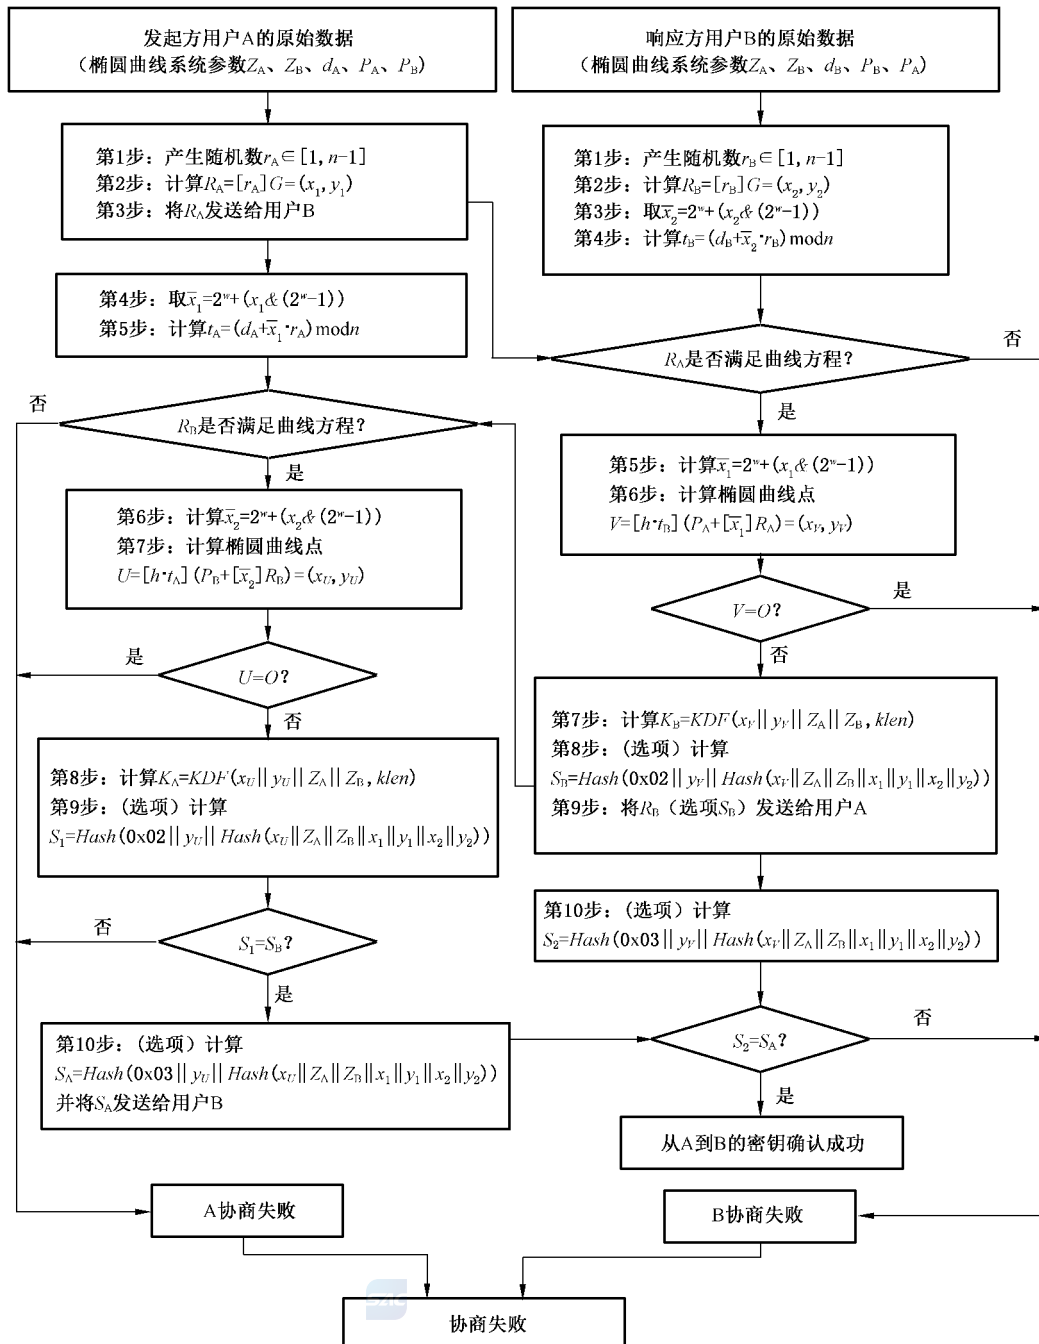 发起方用户A的原始数据
（椭圆曲线系统参数Z_A、Z_B、d_A、P_A、P_B）
第1步：产生随机数r_A∈[1, n-1]
第2步：计算R_A=[r_A]G=(x_1, y_1)
第3步：将R_A发送给用户B
第4步：取x̅_1=2^w+(x_1&(2^w-1))
第5步：计算t_A=(d_A+x̅_1·r_A)modn
否
R_B是否满足曲线方程？
是
第6步：计算x̅_2=2^w+(x_2&(2^w-1))
第7步：计算椭圆曲线点
U=[h·t_A](P_B+[x̅_2]R_B)=(x_U, y_U)
是
U=O？
否
第8步：计算K_A=KDF(x_U||y_U||Z_A||Z_B, klen)
第9步：(选项）计算
S_1=Hash(0x02||y_U||Hash(x_U||Z_A||Z_B||x_1||y_1||x_2||y_2))
否
S_1=S_B？
是
第10步：(选项）计算
S_A=Hash(0x03||y_U||Hash(x_U||Z_A||Z_B||x_1||y_1||x_2||y_2))
并将S_A发送给用户B
A协商失败
响应方用户B的原始数据
（椭圆曲线系统参数Z_A、Z_B、d_B、P_B、P_A）
第1步：产生随机数r_B∈[1, n-1]
第2步：计算R_B=[r_B]G=(x_2, y_2)
第3步：取x̅_2=2^w+(x_2&(2^w-1))
第4步：计算t_B=(d_B+x̅_2·r_B)modn
R_A是否满足曲线方程？
否
是
第5步：计算x̅_1=2^w+(x_1&(2^w-1))
第6步：计算椭圆曲线点
V=[h·t_B](P_A+[x̅_1]R_A)=(x_V, y_V)
V=O？
是
否
第7步：计算K_B=KDF(x_V||y_V||Z_A||Z_B, klen)
第8步：(选项）计算
S_B=Hash(0x02||y_V||Hash(x_V||Z_A||Z_B||x_1||y_1||x_2||y_2))
第9步：将R_B（选项S_B）发送给用户A
第10步：(选项）计算
S_2=Hash(0x03||y_V||Hash(x_V||Z_A||Z_B||x_1||y_1||x_2||y_2))
S_2=S_A？
否
是
从A到B的密钥确认成功
B协商失败
协商失败
SZIC